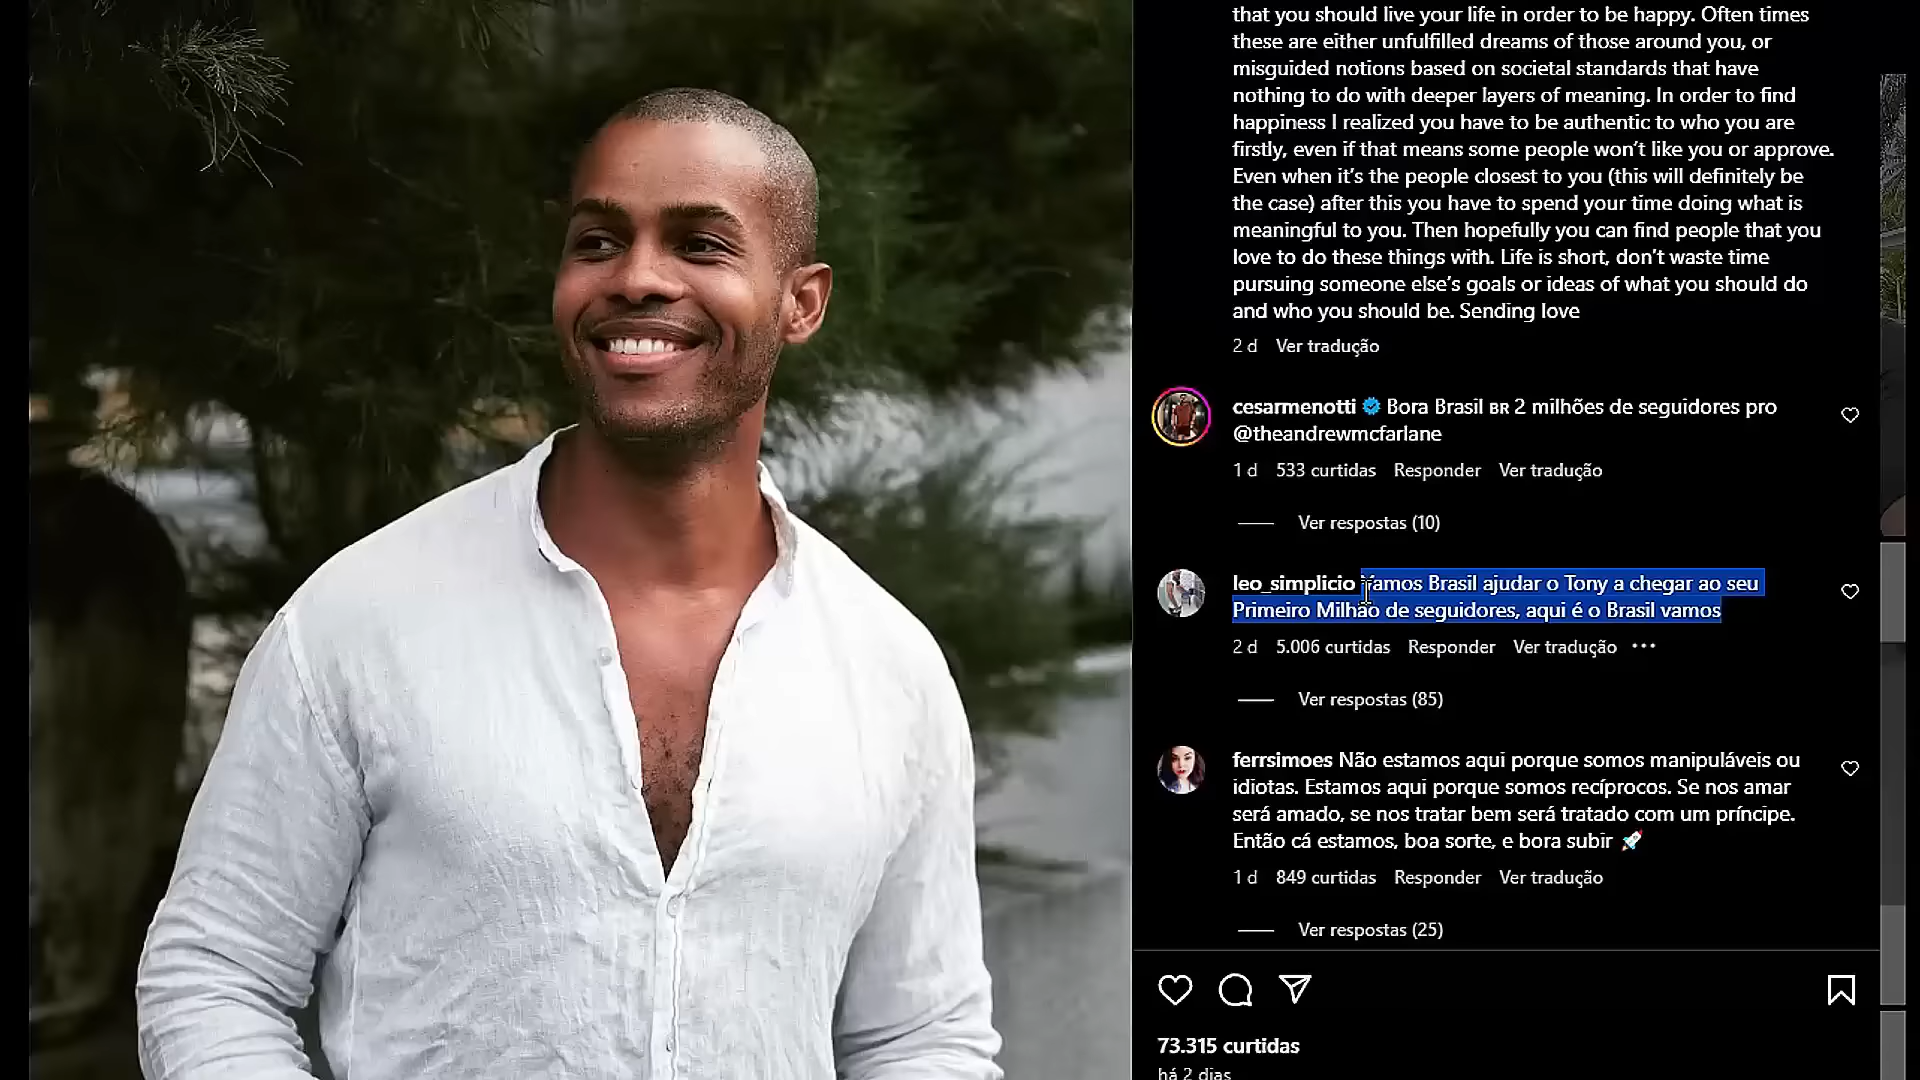 that you should live your life in order to be happy. Often times
these are either unfulfilled dreams of those around you, or
misguided notions based on societal standards that have
nothing to do with deeper layers of meaning. In order to find
happiness I realized you have to be authentic to who you are
firstly, even if that means some people won’t like you or approve.
Even when it’s the people closest to you (this will definitely be
the case) after this you have to spend your time doing what is
meaningful to you. Then hopefully you can find people that you
love to do these things with. Life is short, don’t waste time
pursuing someone else’s goals or ideas of what you should do
and who you should be. Sending love
2 d Ver tradução
cesarmenotti Bora Brasil BR 2 milhões de seguidores pro
@theandrewmcfarlane
1 d 533 curtidas Responder Ver tradução
Ver respostas (10)
leo_simplicio Vamos Brasil ajudar o Tony a chegar ao seu
Primeiro Milhão de seguidores, aqui é o Brasil vamos
2 d 5.006 curtidas Responder Ver tradução •••
Ver respostas (85)
ferrsimoes Não estamos aqui porque somos manipuláveis ou
idiotas. Estamos aqui porque somos recíprocos. Se nos amar
será amado, se nos tratar bem será tratado com um príncipe.
Então cá estamos, boa sorte, e bora subir 🚀
1 d 849 curtidas Responder Ver tradução
Ver respostas (25)
73.315 curtidas
há 2 dias